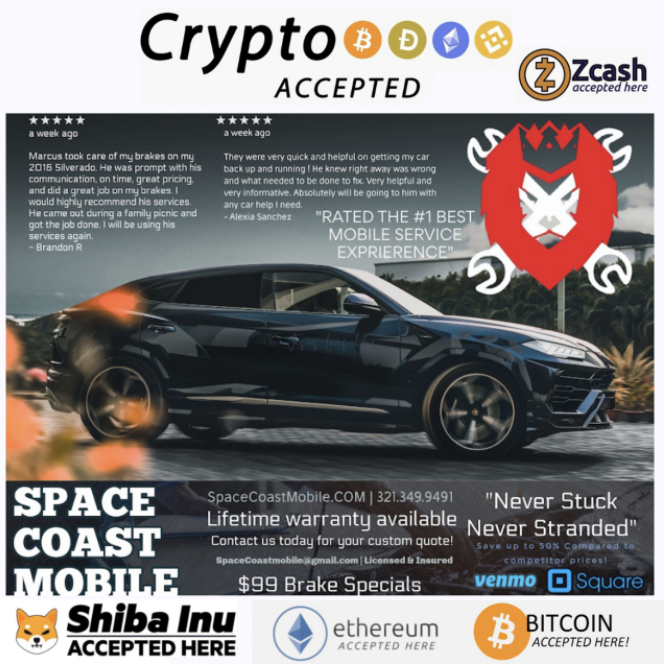 Crypto
ACCEPTED
Zcash
accepted here
a week ago
Marcus took care of my brakes on my
2016 Silverado. He was prompt with his
communication, on time, great pricing,
and did a great job on my brakes. I
would highly recommend his services.
He came out during a family picnic and
got the job done. I will be using his
services again.
- Brandon R
a week ago
They were very quick and helpful on getting my car
back up and running ! He knew right away was wrong
and what needed to be done to fix. Very helpful and
very informative. Absolutely will be going to him with
any car help I need.
- Alexia Sanchez
"RATED THE #1 BEST
MOBILE SERVICE
EXPRIERENCE"
SPACE
COAST
MOBILE
SpaceCoastMobile.COM | 321.349.9491
Lifetime warranty available
Contact us today for your custom quote!
SpaceCoastmobile@gmail.com | Licensed & Insured
$99 Brake Specials
"Never Stuck
Never Stranded"
Save up to 50% Compared to
competitor prices!
venmo Square
Shiba Inu
ACCEPTED HERE
ethereum
ACCEPTED HERE
BITCOIN
ACCEPTED HERE!